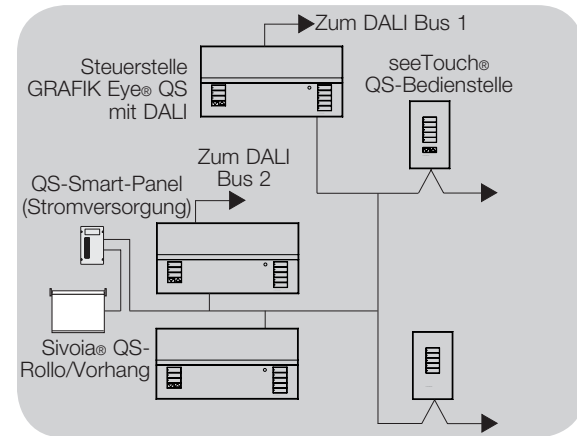 Zum DALI Bus 1
Steuerstelle
GRAFIK Eye® QS
mit DALI
seeTouch®
QS-Bedienstelle
Zum DALI
Bus 2
QS-Smart-Panel
(Stromversorgung)
Sivoia® QS-
Rollo/Vorhang